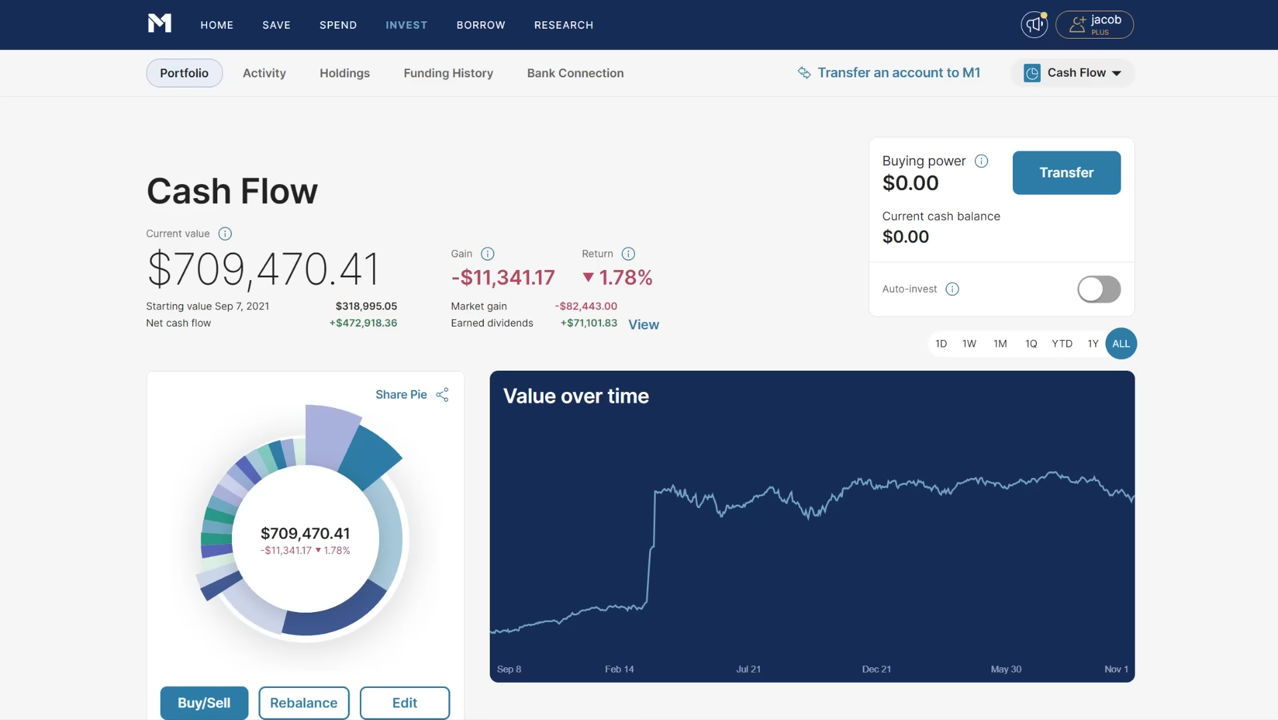 HOME SAVE SPEND INVEST BORROW RESEARCH
jacob
PLUS
Portfolio Activity Holdings Funding History Bank Connection Transfer an account to M1 Cash Flow
Cash Flow
Current value
$709,470.41
Starting value Sep 7, 2021 $318,995.05
Net cash flow +$472,918.36
Gain Return
-$11,341.17 ▼1.78%
Market gain -$82,443.00
Earned dividends +$71,101.83 View
Buying power
$0.00
Transfer
Current cash balance
$0.00
Auto-invest
1D 1W 1M 1Q YTD 1Y ALL
Share Pie
$709,470.41
-$11,341.17 ▼ 1.78%
Buy/Sell Rebalance Edit
Value over time
Sep 8 Feb 14 Jul 21 Dec 21 May 30 Nov 1